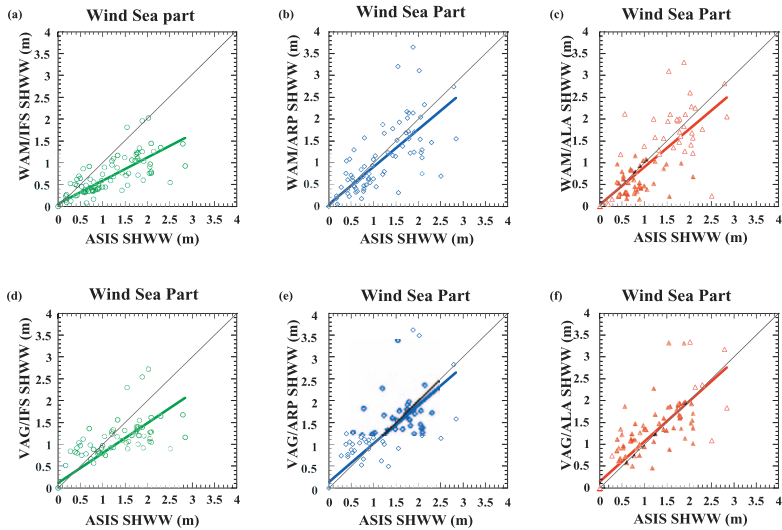 (a) Wind Sea part
WAM/IFS SHWW (m)
4
3.5
3
2.5
2
1.5
1
0.5
0
0 0.5 1 1.5 2 2.5 3 3.5 4
ASIS SHWW (m)
(b) Wind Sea Part
WAM/ARP SHWW (m)
4
3.5
3
2.5
2
1.5
1
0.5
0
0 0.5 1 1.5 2 2.5 3 3.5 4
ASIS SHWW (m)
(c) Wind Sea Part
WAM/ALA SHWW (m)
4
3.5
3
2.5
2
1.5
1
0.5
0
0 0.5 1 1.5 2 2.5 3 3.5 4
ASIS SHWW (m)
(d) Wind Sea Part
VAG/IFS SHWW (m)
4
3.5
3
2.5
2
1.5
1
0.5
0
0 0.5 1 1.5 2 2.5 3 3.5 4
ASIS SHWW (m)
(e) Wind Sea Part
VAG/ARP SHWW (m)
4
3.5
3
2.5
2
1.5
1
0.5
0
0 0.5 1 1.5 2 2.5 3 3.5 4
ASIS SHWW (m)
(f) Wind Sea Part
VAG/ALA SHWW (m)
4
3.5
3
2.5
2
1.5
1
0.5
0
0 0.5 1 1.5 2 2.5 3 3.5 4
ASIS SHWW (m)